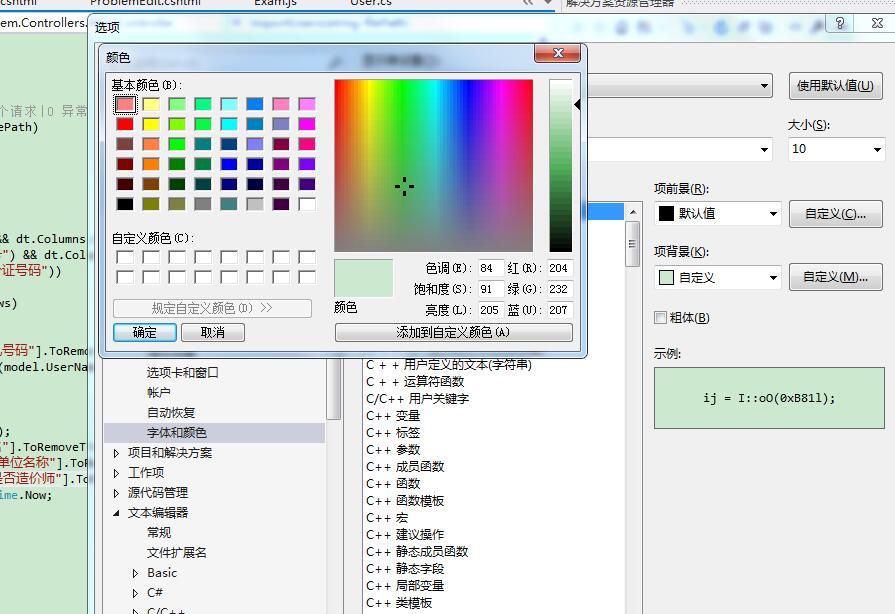 cshtml
ProblemEdit.cshtml
Exam.js
User.cs
解决方案资源管理器
em.Controllers.
选项
颜色
基本颜色(B):
使用默认值(U)
个请求|0 异常
ePath)
大小(S):
10
项前景(R):
默认值
自定义(C)...
&& dt.Columns
") && dt.Col
证号码"))
自定义颜色(C):
项背景(K):
自定义
自定义(M)...
色调(E): 84 红(R): 204
饱和度(S): 91 绿(G): 232
亮度(L): 205 蓝(U): 207
颜色
ws)
规定自定义颜色(D) >>
粗体(B)
确定
取消
添加到自定义颜色(A)
号码"].ToRemo
示例:
(model.UserNa
C + + 用户定义的文本(字符串)
选项卡和窗口
C + + 运算符函数
帐户
C/C++ 用户关键字
ij = I::oO(0xB81l);
自动恢复
C++ 变量
);
字体和颜色
C++ 标签
"].ToRemoveT
项目和解决方案
C++ 参数
单位名称"].ToR
工作项
C++ 成员函数
是否造价师"].To
源代码管理
C++ 函数
ime.Now;
文本编辑器
C++ 函数模板
常规
C++ 宏
文件扩展名
C++ 建议操作
Basic
C++ 静态成员函数
C#
C++ 静态字段
C/C++
C++ 局部变量
C++ 类模板